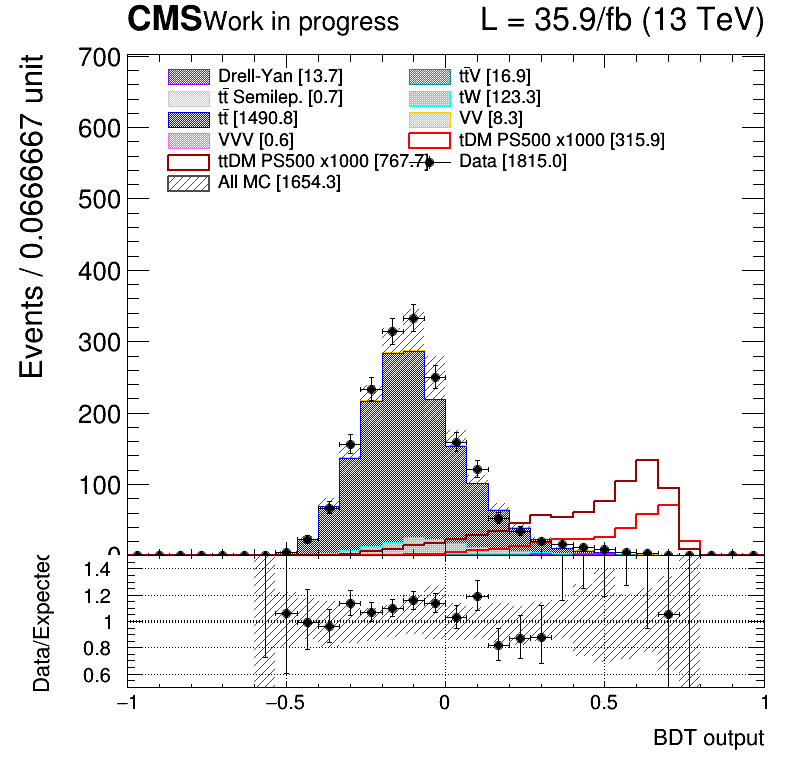 CMS Work in progress L = 35.9/fb (13 TeV)
Events / 0.0666667 unit
700
600
500
400
300
200
100
0
Drell-Yan [13.7] tt̄V [16.9]
tt̄ Semilep. [0.7] tW [123.3]
tt̄ [1490.8] VV [8.3]
VVV [0.6] tDM PS500 x1000 [315.9]
ttDM PS500 x1000 [767.7] Data [1815.0]
All MC [1654.3]
Data/Expected
1.4
1.2
1
0.8
0.6
−1 −0.5 0 0.5 1
BDT output